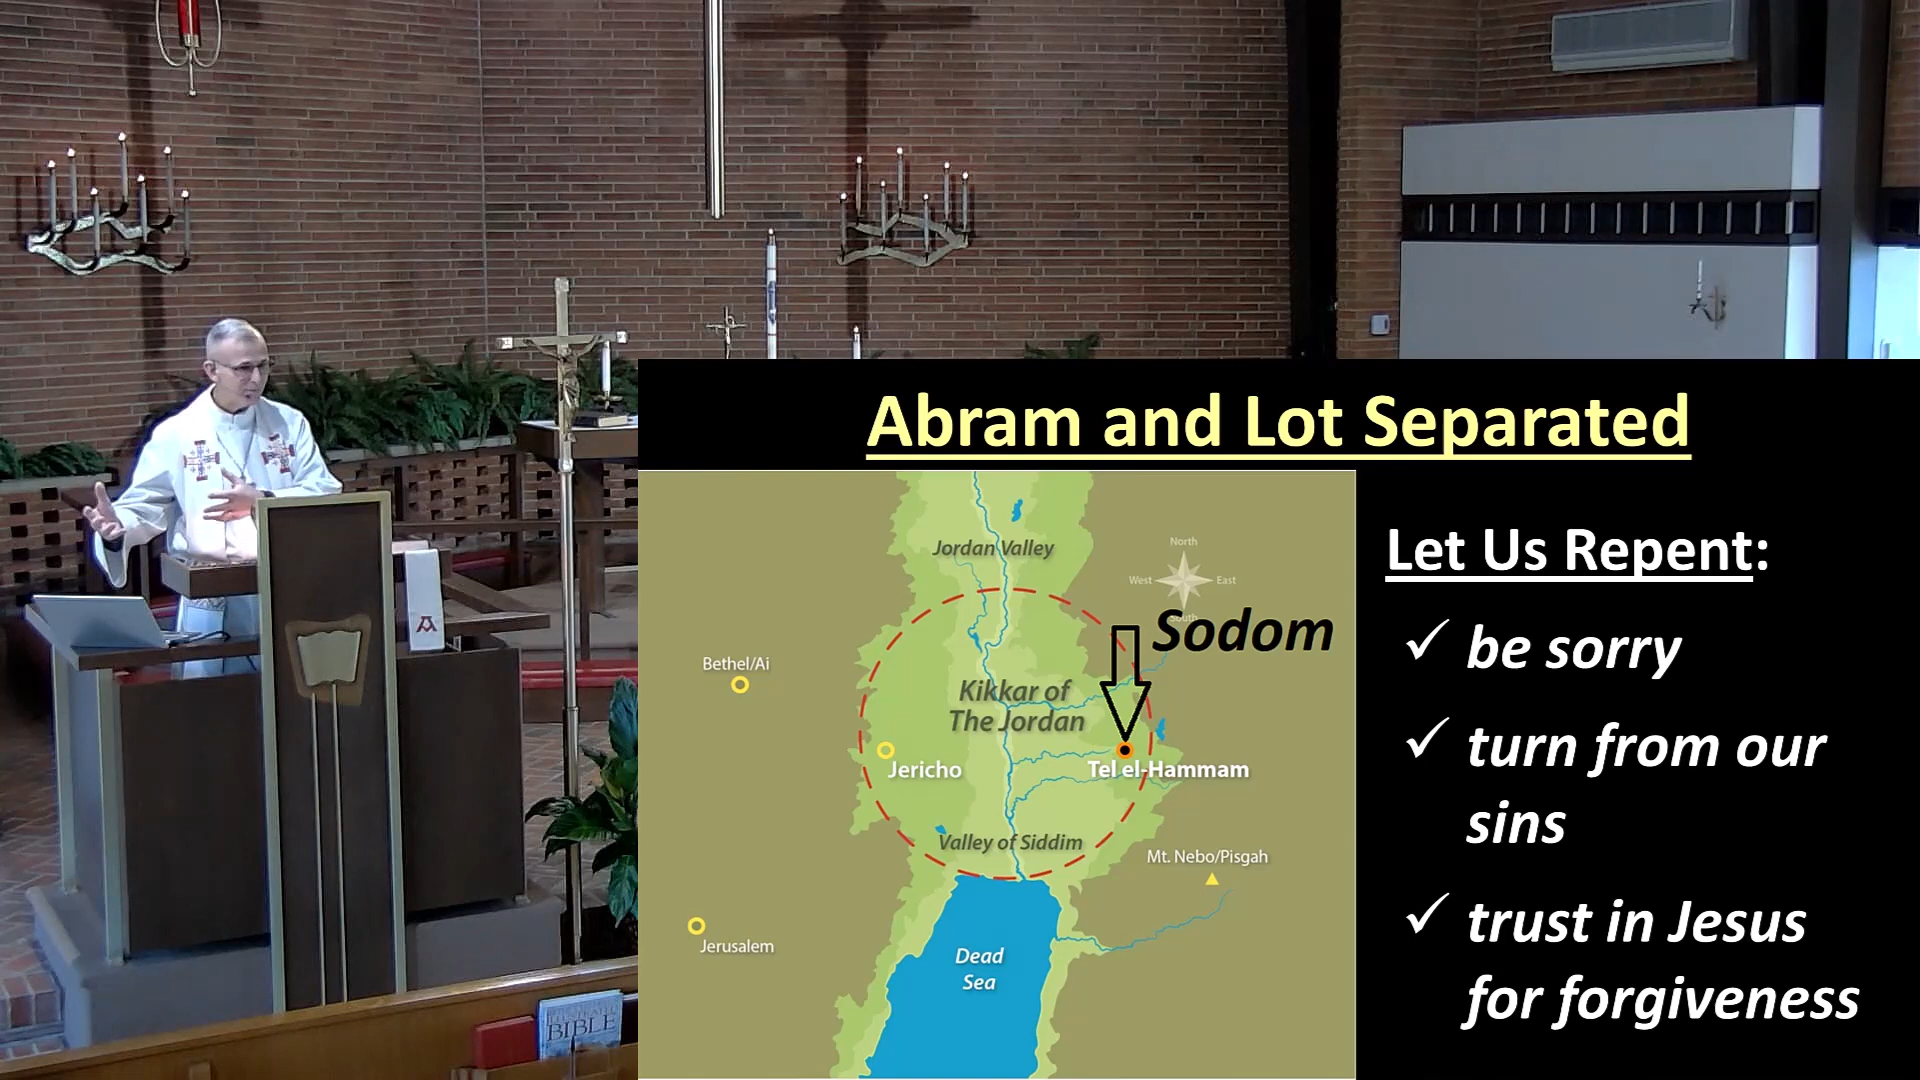 Abram and Lot Separated
Jordan Valley
North
West
East
South
Sodom
Bethel/Ai
Kikkar of
The Jordan
Jericho
Tel el-Hammam
Valley of Siddim
Mt. Nebo/Pisgah
Jerusalem
Dead
Sea
Let Us Repent:
✓ be sorry
✓ turn from our
sins
✓ trust in Jesus
for forgiveness
ILLUSTRATED
BIBLE